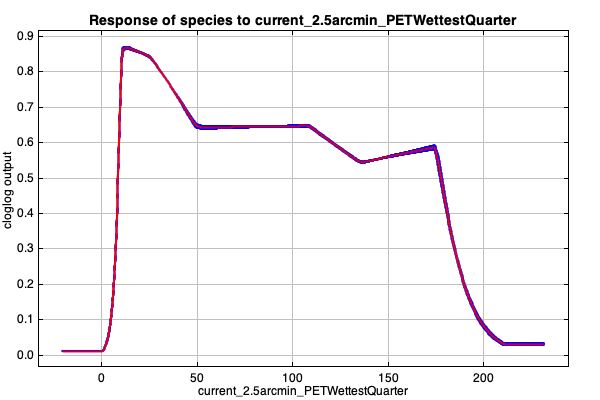 Response of species to current_2.5arcmin_PETWettestQuarter
0.9
0.8
0.7
0.6
0.5
0.4
0.3
0.2
0.1
0.0
cloglog output
0 50 100 150 200
current_2.5arcmin_PETWettestQuarter